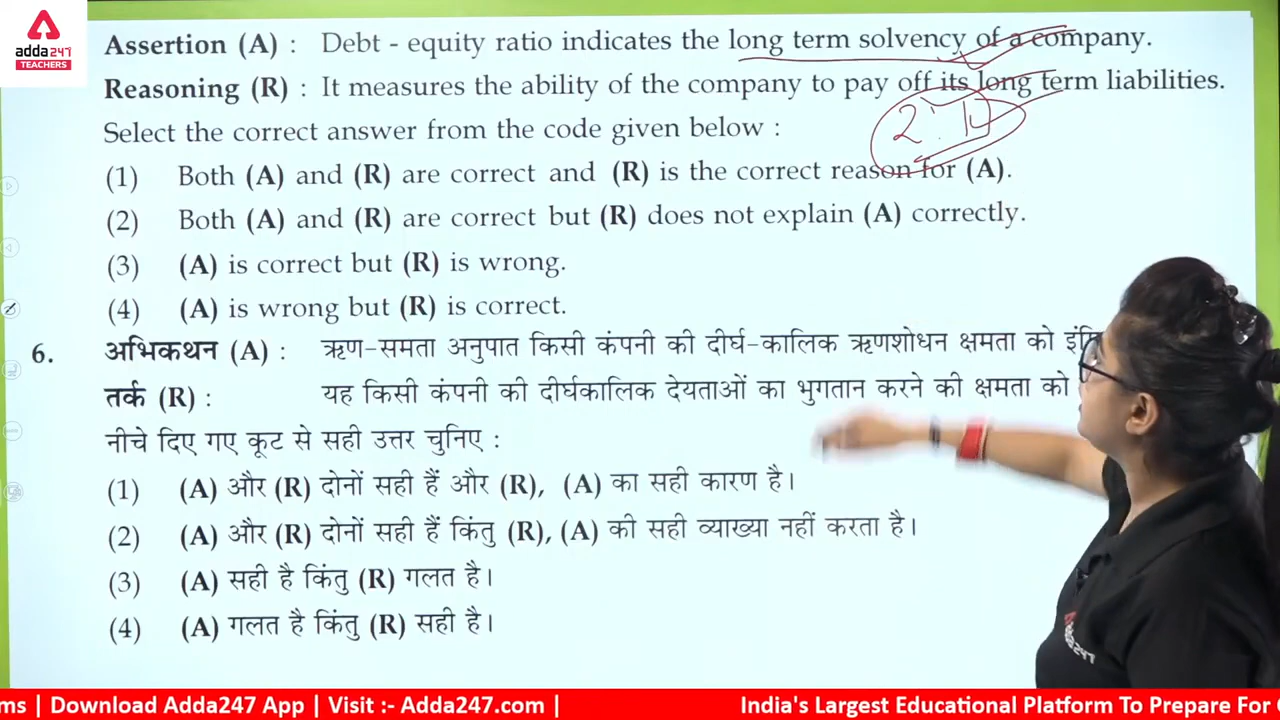 adda247
TEACHERS
Assertion (A) : Debt - equity ratio indicates the long term solvency of a company.
Reasoning (R) : It measures the ability of the company to pay off its long term liabilities.
Select the correct answer from the code given below :
2:1
(1) Both (A) and (R) are correct and (R) is the correct reason for (A).
(2) Both (A) and (R) are correct but (R) does not explain (A) correctly.
(3) (A) is correct but (R) is wrong.
(4) (A) is wrong but (R) is correct.
6. अभिकथन (A) : ऋण-समता अनुपात किसी कंपनी की दीर्घ-कालिक ऋणशोधन क्षमता को
तर्क (R) : यह किसी कंपनी की दीर्घकालिक देयताओं का भुगतान करने की क्षमता को
नीचे दिए गए कूट से सही उत्तर चुनिए :
(1) (A) और (R) दोनों सही हैं और (R), (A) का सही कारण है।
(2) (A) और (R) दोनों सही हैं किंतु (R), (A) की सही व्याख्या नहीं करता है।
(3) (A) सही है किंतु (R) गलत है।
(4) (A) गलत है किंतु (R) सही है।
adda247
ms | Download Adda247 App | Visit :- Adda247.com | India's Largest Educational Platform To Prepare For